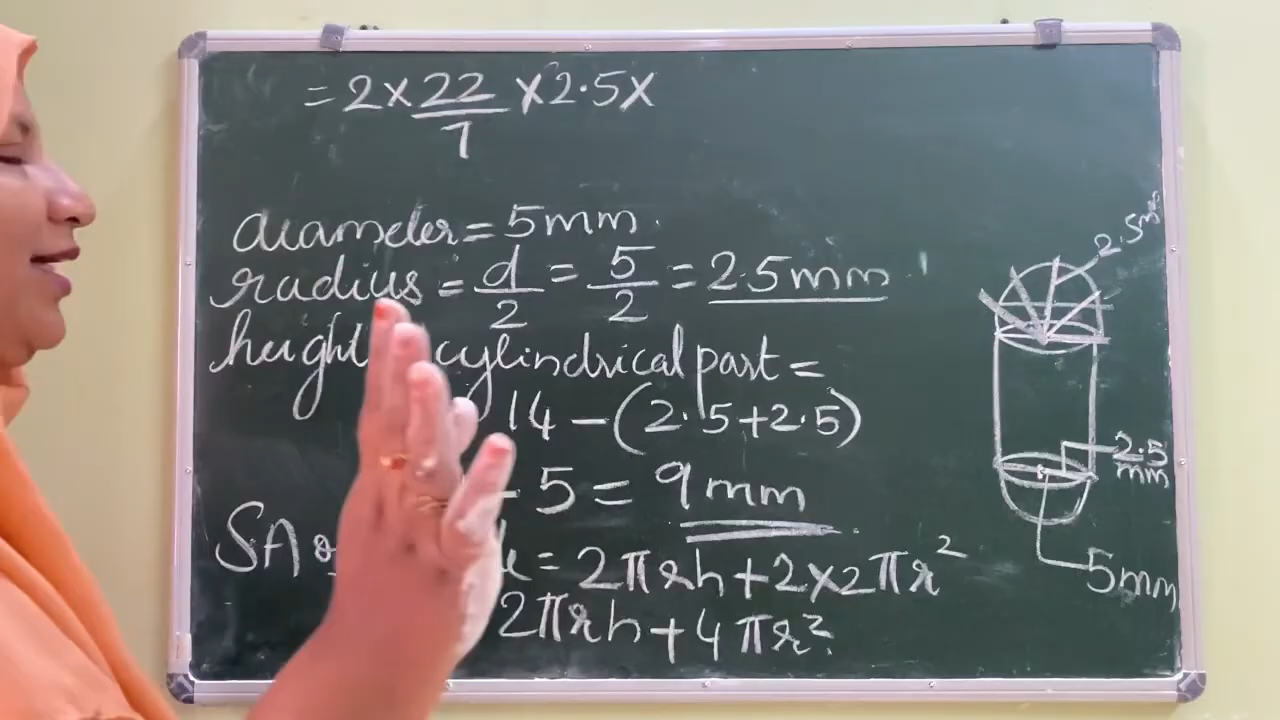 = 2 × 22/7 × 2.5 ×
diameter = 5mm.
radius = d/2 = 5/2 = 2.5mm
height cylindrical part =
14 - (2.5+2.5)
- 5 = 9mm
SA = 2πrh + 2×2πr²
2πrh + 4πr²
2.5mm
2.5 mm
5mm